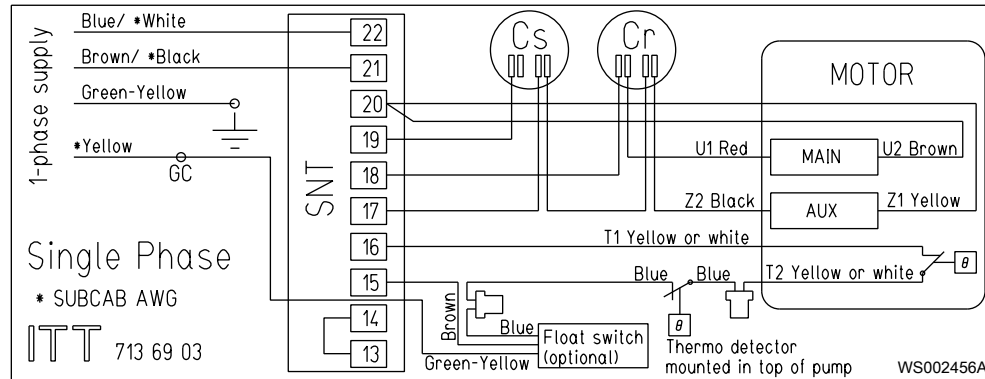 1-phase supply
Blue/ *White
Brown/ *Black
Green-Yellow
*Yellow
GC
Single Phase
* SUBCAB AWG
ITT 713 69 03
SNT
22
21
20
19
18
17
16
15
14
13
Cs
Cr
MOTOR
U1 Red
MAIN
U2 Brown
Z2 Black
AUX
Z1 Yellow
T1 Yellow or white
θ
T2 Yellow or white
Blue
Blue
Brown
Blue
Float switch
(optional)
Green-Yellow
θ
Thermo detector
mounted in top of pump
WS002456A